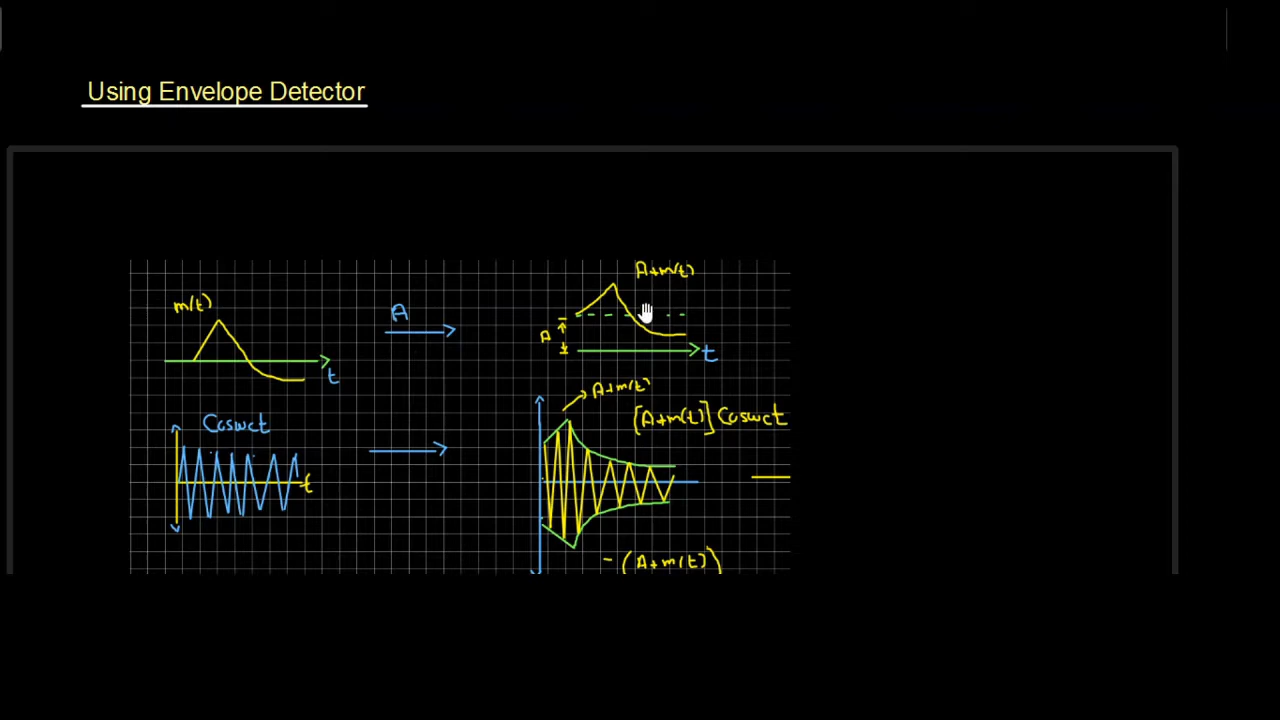 Using Envelope Detector
A+m(t)
m(t)
A
A
t
t
A+m(t)
[A+m(t)] Coswct
Coswct
t
-(A+m(t))